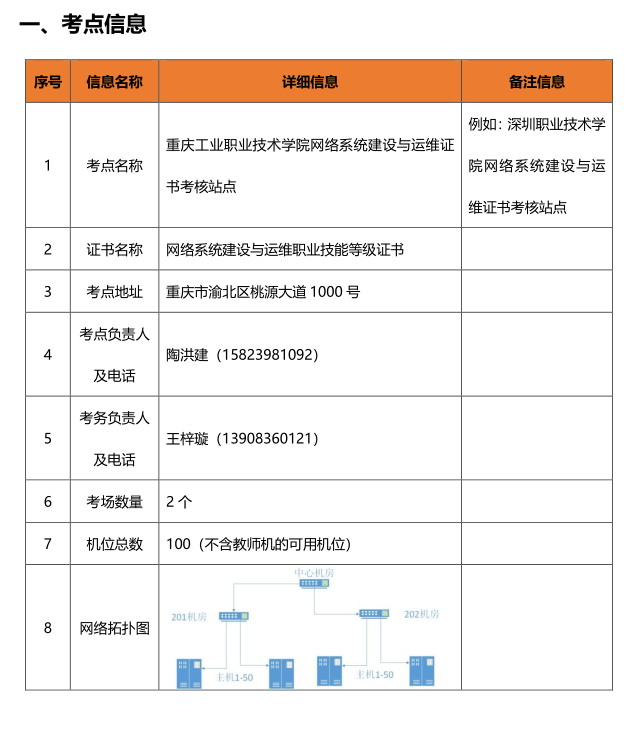 一、考点信息
序号 信息名称 详细信息 备注信息
1 考点名称 重庆工业职业技术学院网络系统建设与运维证
书考核站点
例如：深圳职业技术学
院网络系统建设与运
维证书考核站点
2 证书名称 网络系统建设与运维职业技能等级证书
3 考点地址 重庆市渝北区桃源大道 1000 号
4 考点负责人
及电话
陶洪建（15823981092）
5 考务负责人
及电话
王梓璇（13908360121）
6 考场数量 2 个
7 机位总数 100（不含教师机的可用机位）
8 网络拓扑图
中心机房
201机房 202机房
主机1-50 主机1-50